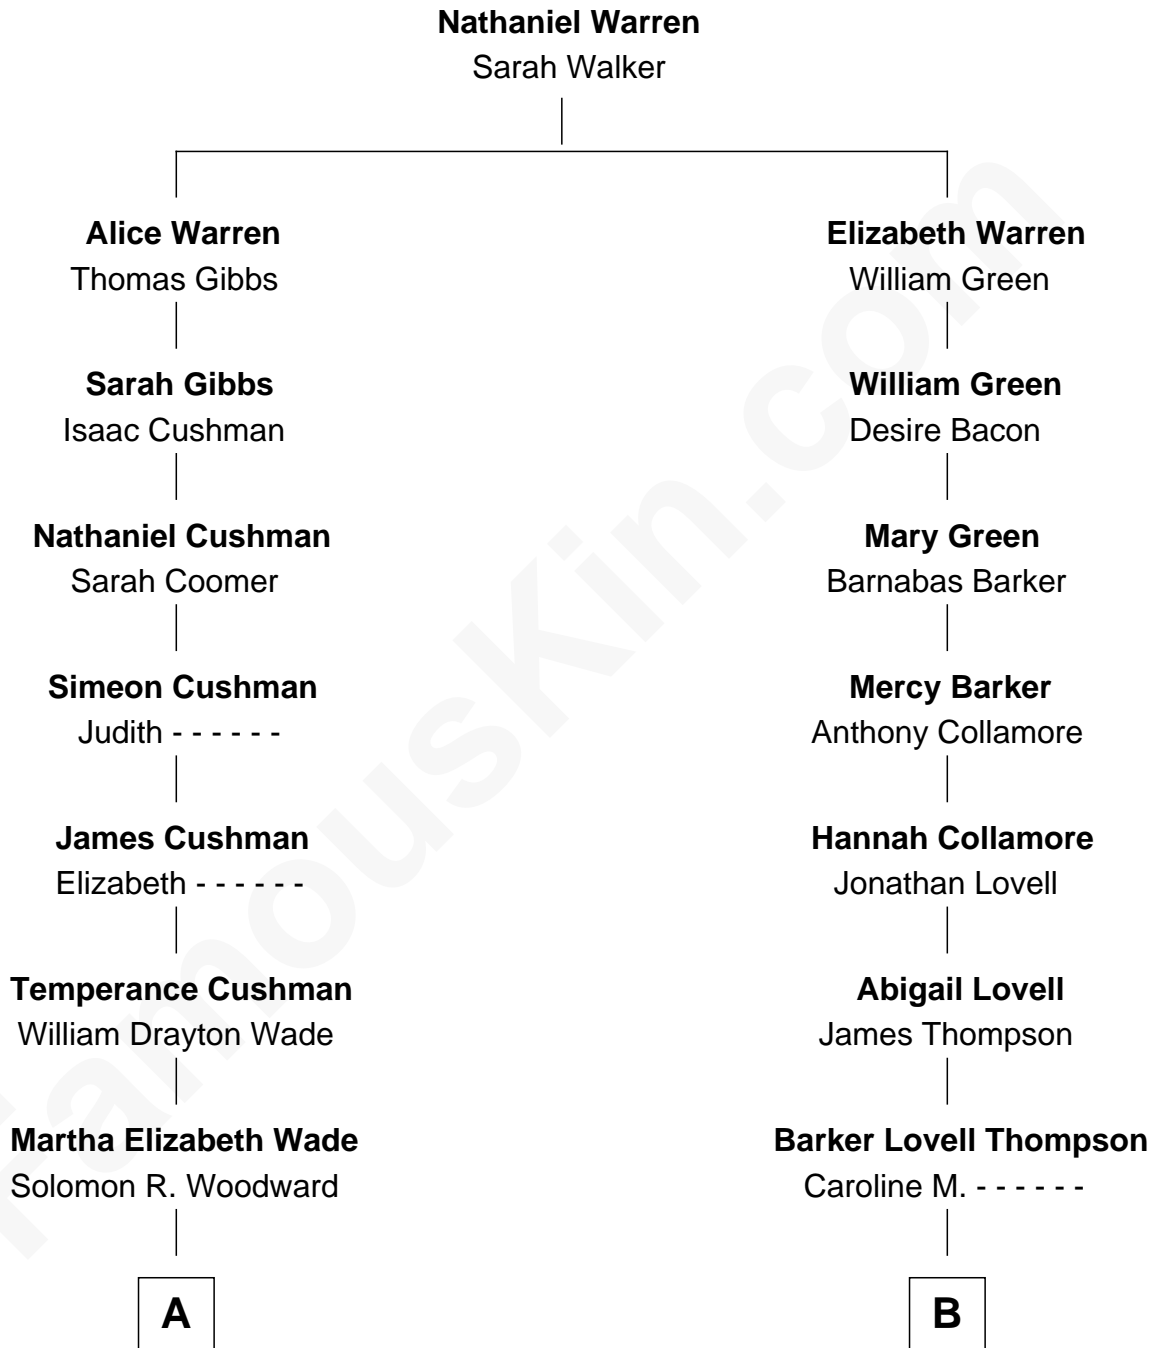 Nathaniel Warren
Sarah Walker
Alice Warren
Thomas Gibbs
Sarah Gibbs
Isaac Cushman
Nathaniel Cushman
Sarah Coomer
Simeon Cushman
Judith - - - - - -
James Cushman
Elizabeth - - - - - -
Temperance Cushman
William Drayton Wade
Martha Elizabeth Wade
Solomon R. Woodward
A
Elizabeth Warren
William Green
William Green
Desire Bacon
Mary Green
Barnabas Barker
Mercy Barker
Anthony Collamore
Hannah Collamore
Jonathan Lovell
Abigail Lovell
James Thompson
Barker Lovell Thompson
Caroline M. - - - - - -
B
FamousKin.com